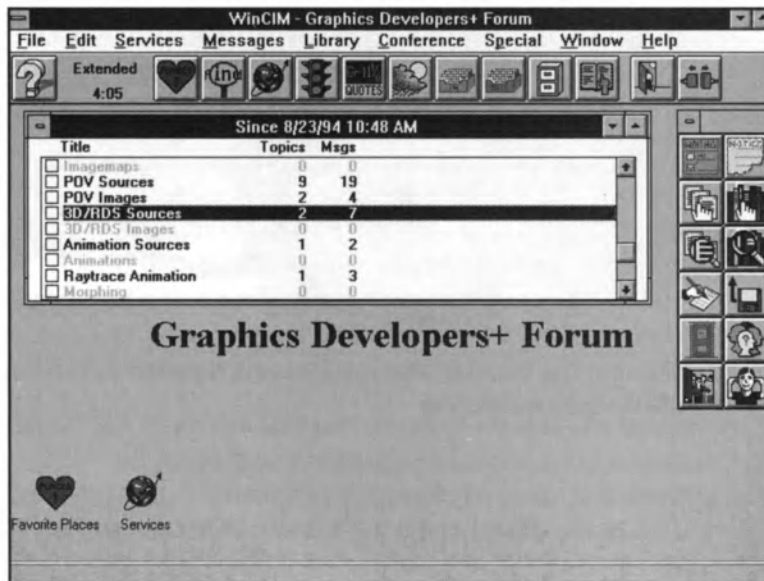 WinCIM - Graphics Developers+ Forum
File Edit Services Messages Library Conference Special Window Help
Extended
4:05
QUOTES
Since 8/23/94 10:48 AM
Title Topics Msgs
Imagemaps 0 0
POV Sources 9 19
POV Images 2 4
3D/RDS Sources 2 7
3D/RDS Images 0 0
Animation Sources 1 2
Animations 0 0
Raytrace Animation 1 3
Morphing 0 0
Graphics Developers+ Forum
Favorite Places Services